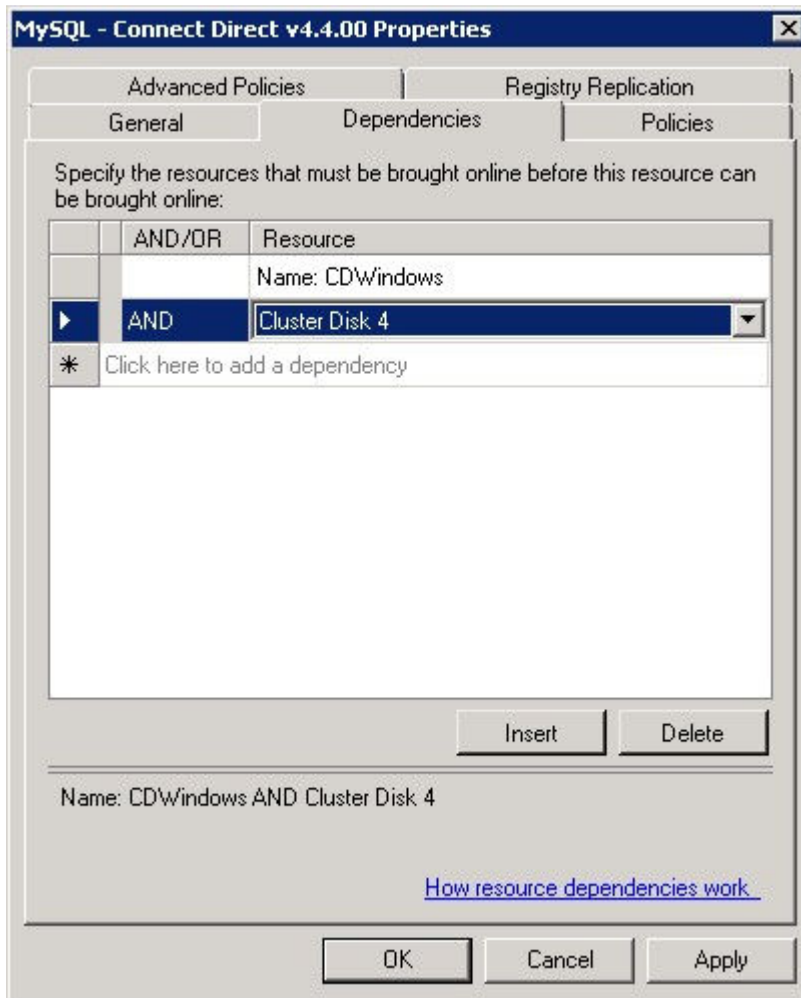 MySQL - Connect Direct v4.4.00 Properties
Advanced Policies Registry Replication
General Dependencies Policies
Specify the resources that must be brought online before this resource can
be brought online:
AND/OR Resource
Name: CDWindows
AND Cluster Disk 4
Click here to add a dependency
Insert Delete
Name: CDWindows AND Cluster Disk 4
How resource dependencies work
OK Cancel Apply